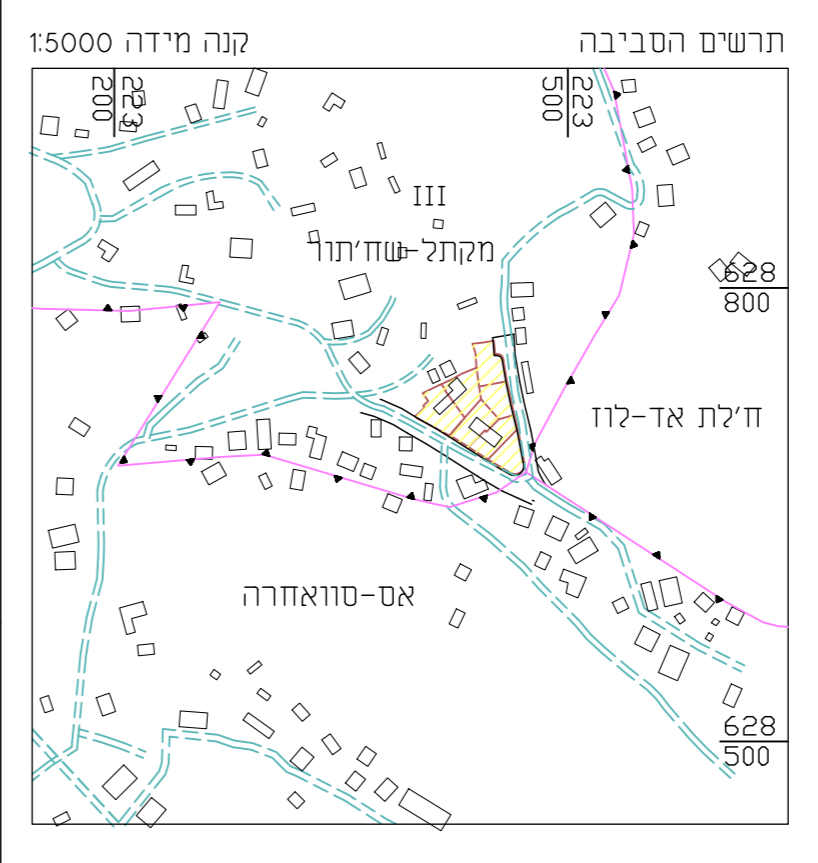 תרשים הסביבה
קנה מידה 1:5000
223
500
223
200
III
מקתל-שח'תור
628
800
ח'לת אד-לוז
אס-סוואחרה
628
500